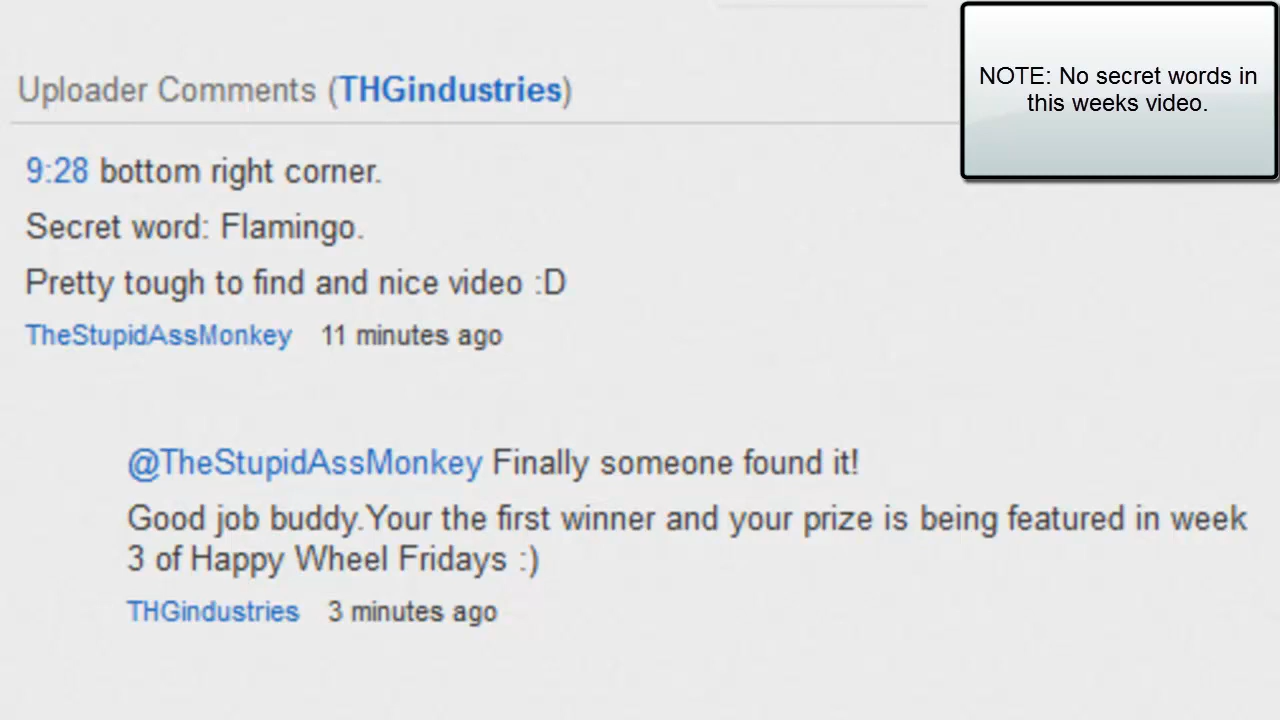 NOTE: No secret words in
this weeks video.
Uploader Comments (THGindustries)
9:28 bottom right corner.
Secret word: Flamingo.
Pretty tough to find and nice video :D
TheStupidAssMonkey 11 minutes ago
@TheStupidAssMonkey Finally someone found it!
Good job buddy.Your the first winner and your prize is being featured in week
3 of Happy Wheel Fridays :)
THGindustries 3 minutes ago